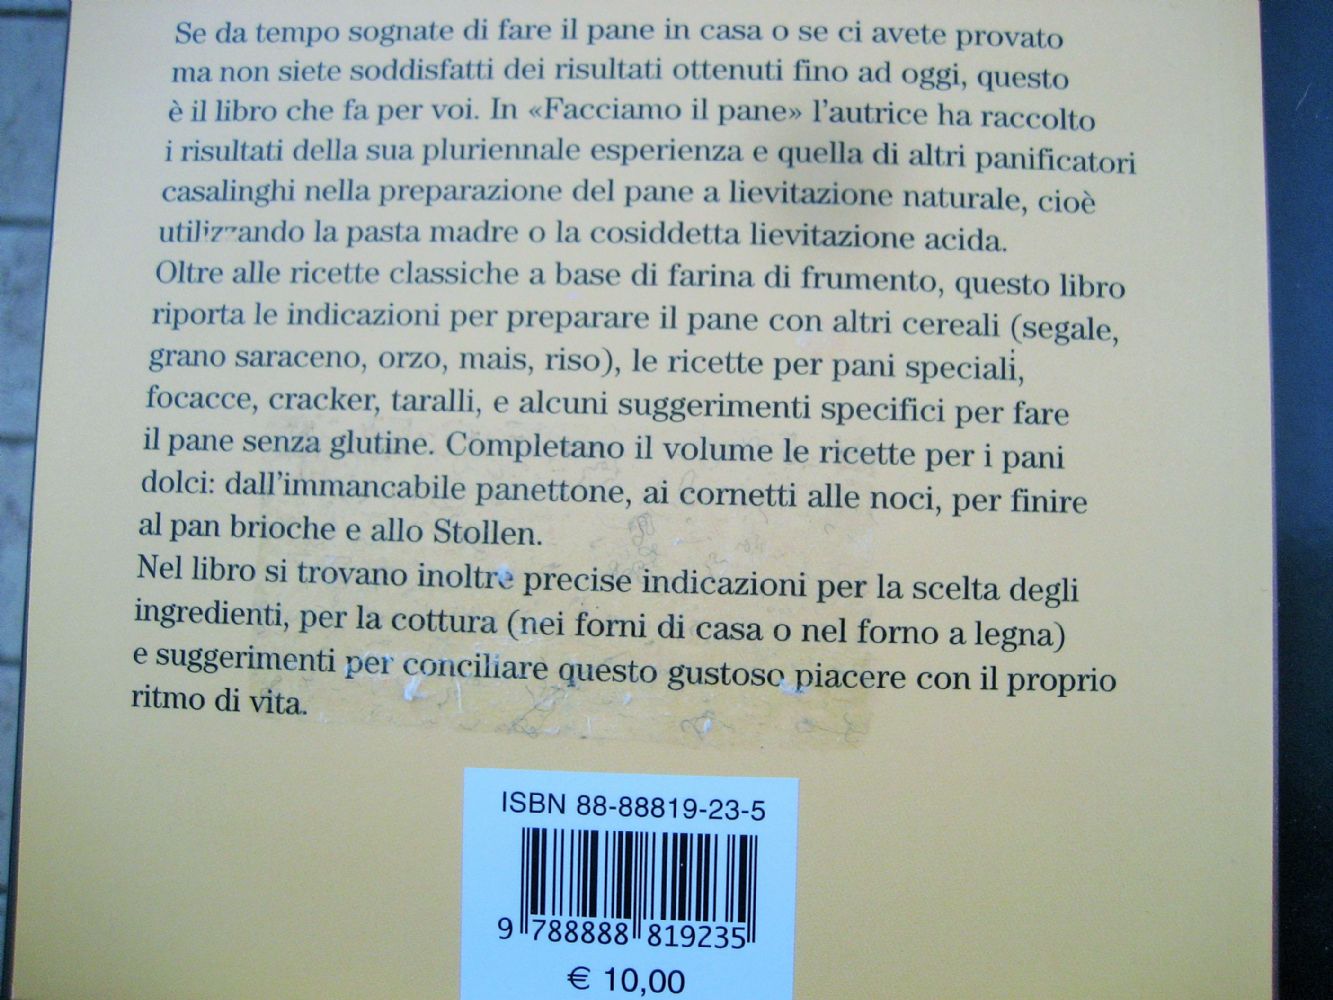 Se da tempo sognate di fare il pane in casa o se ci avete provato
ma non siete soddisfatti dei risultati ottenuti fino ad oggi, questo
è il libro che fa per voi. In «Facciamo il pane» l'autrice ha raccolto
i risultati della sua pluriennale esperienza e quella di altri panificatori
casalinghi nella preparazione del pane a lievitazione naturale, cioè
utilizzando la pasta madre o la cosiddetta lievitazione acida.
Oltre alle ricette classiche a base di farina di frumento, questo libro
riporta le indicazioni per preparare il pane con altri cereali (segale,
grano saraceno, orzo, mais, riso), le ricette per pani speciali,
focacce, cracker, taralli, e alcuni suggerimenti specifici per fare
il pane senza glutine. Completano il volume le ricette per i pani
dolci: dall'immancabile panettone, ai cornetti alle noci, per finire
al pan brioche e allo Stollen.
Nel libro si trovano inoltre precise indicazioni per la scelta degli
ingredienti, per la cottura (nei forni di casa o nel forno a legna)
e suggerimenti per conciliare questo gustoso piacere con il proprio
ritmo di vita.
ISBN 88-88819-23-5
9 788888 819235
€ 10,00